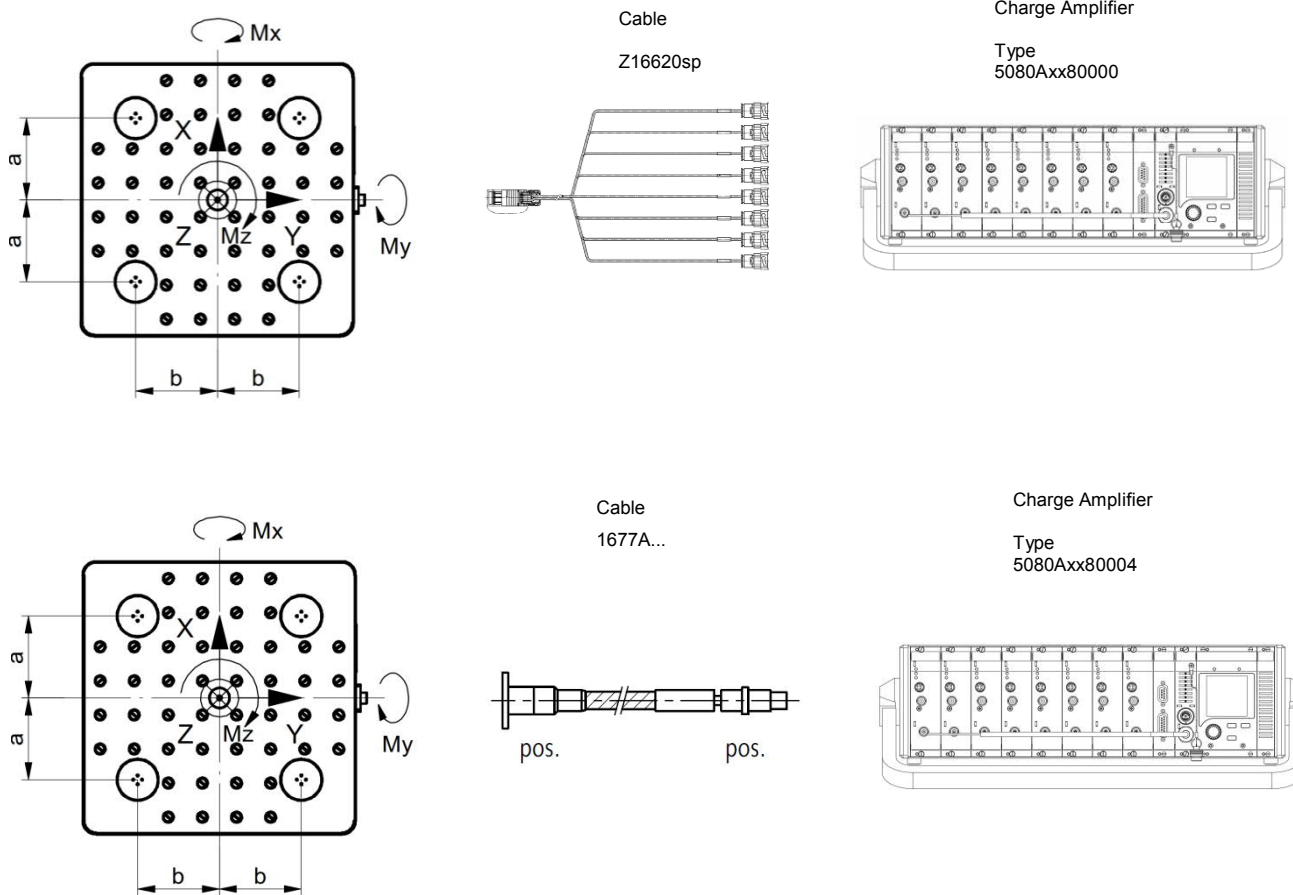 Mx
X
a
a
Z
Mz
Y
My
b
b
Cable
Z16620sp
Charge Amplifier
Type
5080Axx80000
Mx
X
a
a
Z
Mz
Y
My
b
b
Cable
1677A...
pos.
pos.
Charge Amplifier
Type
5080Axx80004